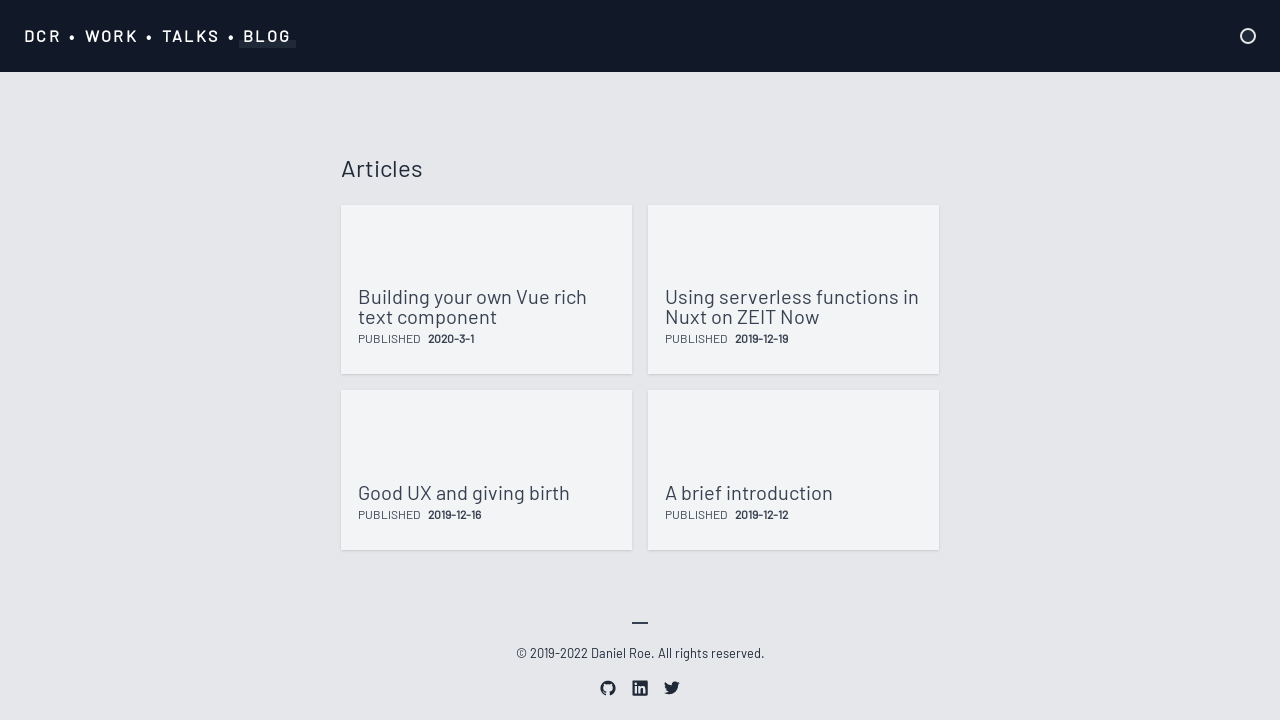 DCR • WORK • TALKS • BLOG
Articles
Building your own Vue rich
text component
PUBLISHED 2020-3-1
Using serverless functions in
Nuxt on ZEIT Now
PUBLISHED 2019-12-19
Good UX and giving birth
PUBLISHED 2019-12-16
A brief introduction
PUBLISHED 2019-12-12
© 2019-2022 Daniel Roe. All rights reserved.